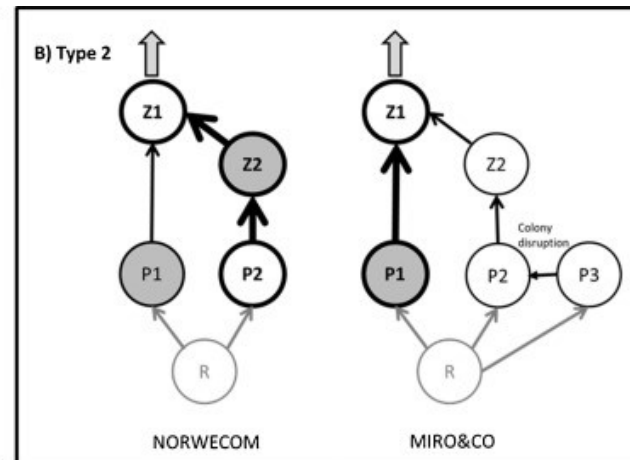 B) Type 2
Z1
Z2
P1
P2
R
NORWECOM
Z1
Z2
Colony
disruption
P1
P2
P3
R
MIRO&CO